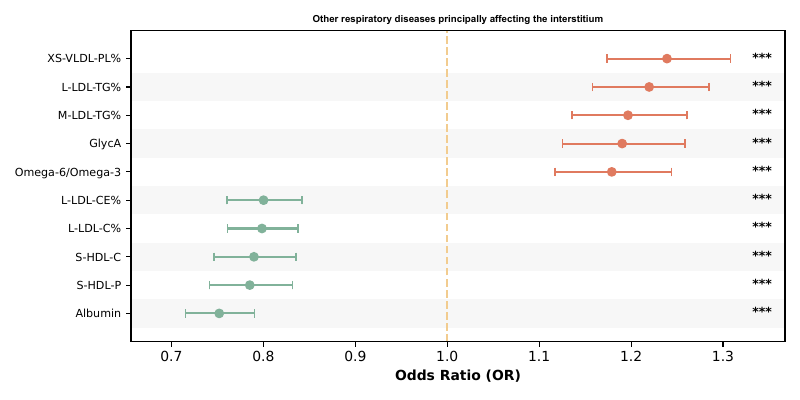 Other respiratory diseases principally affecting the interstitium
XS-VLDL-PL% ***
L-LDL-TG% ***
M-LDL-TG% ***
GlycA ***
Omega-6/Omega-3 ***
L-LDL-CE% ***
L-LDL-C% ***
S-HDL-C ***
S-HDL-P ***
Albumin ***
0.7 0.8 0.9 1.0 1.1 1.2 1.3
Odds Ratio (OR)